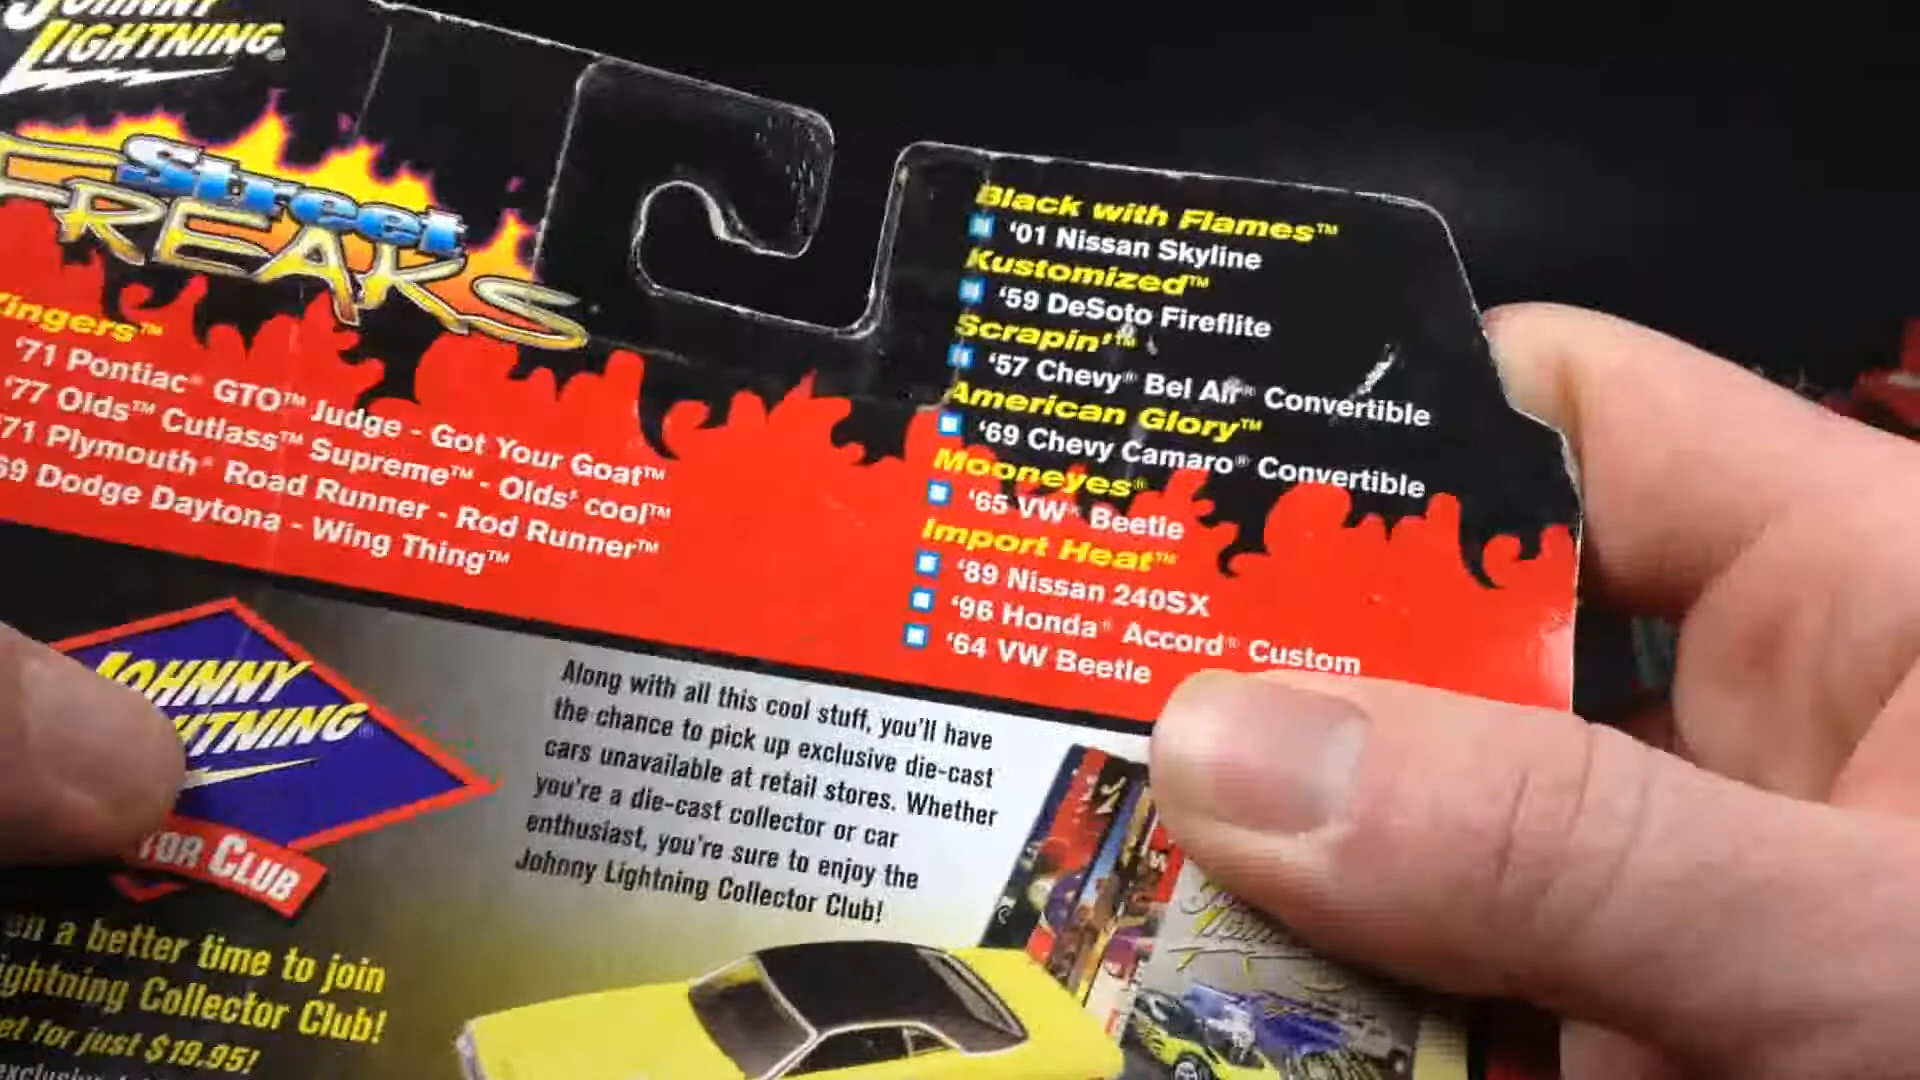 JOHNNY
LIGHTNING®
Street
FREAKS
Zingers™
'71 Pontiac® GTO™ Judge - Got Your Goat™
'77 Olds™ Cutlass™ Supreme™ - Olds' cool™
'71 Plymouth® Road Runner - Rod Runner™
69 Dodge Daytona - Wing Thing™
Black with Flames™
'01 Nissan Skyline
Kustomized™
'59 DeSoto Fireflite
Scrapin'™
'57 Chevy® Bel Air® Convertible
American Glory™
'69 Chevy Camaro® Convertible
Mooneyes®
'65 VW® Beetle
Import Heat™
'89 Nissan 240SX
'96 Honda® Accord® Custom
'64 VW Beetle
JOHNNY
LIGHTNING®
TOR CLUB
Along with all this cool stuff, you'll have
the chance to pick up exclusive die-cast
cars unavailable at retail stores. Whether
you're a die-cast collector or car
enthusiast, you're sure to enjoy the
Johnny Lightning Collector Club!
a better time to join
ightning Collector Club!
et for just $19.95!